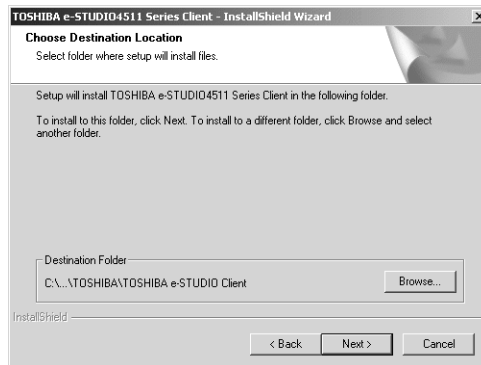 TOSHIBA e-STUDIO4511 Series Client - InstallShield Wizard
Choose Destination Location
Select folder where setup will install files.
Setup will install TOSHIBA e-STUDIO4511 Series Client in the following folder.
To install to this folder, click Next. To install to a different folder, click Browse and select
another folder.
Destination Folder
C:\...\TOSHIBA\TOSHIBA e-STUDIO Client
Browse...
InstallShield
< Back
Next >
Cancel